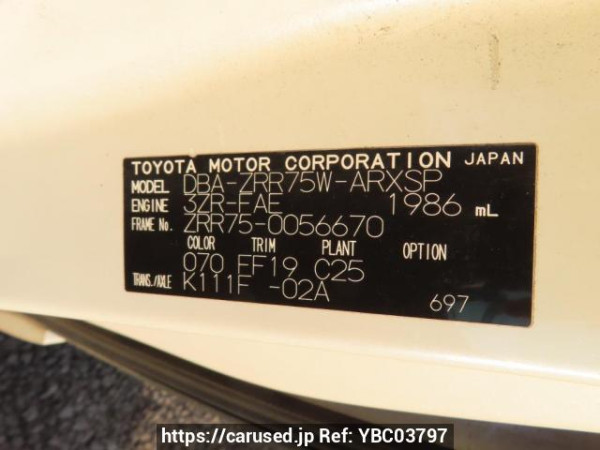 TOYOTA MOTOR CORPORATION JAPAN
MODEL DBA-ZRR75W-ARXSP
ENGINE 3ZR-FAE 1986 mL
FRAME No. ZRR75-0056670
COLOR TRIM PLANT OPTION
070 EF19 C25
TRANS./AXLE K111F -02A
697
https://carused.jp Ref: YBC03797